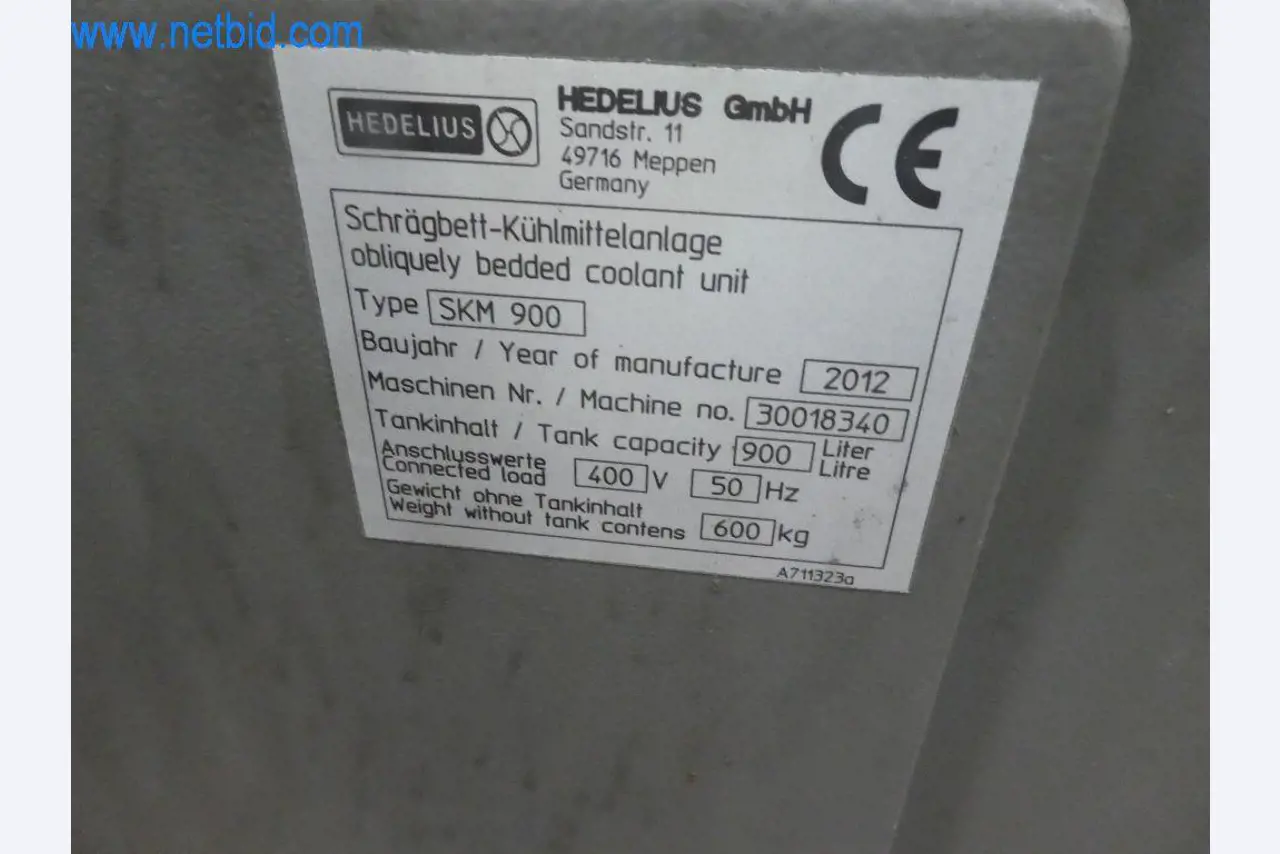 www.netbid.com
HEDELIUS
HEDELIUS GmbH
Sandstr. 11
49716 Meppen
Germany
CE
Schrägbett-Kühlmittelanlage
obliquely bedded coolant unit
Type SKM 900
Baujahr / Year of manufacture 2012
Maschinen Nr. / Machine no. 30018340
Tankinhalt / Tank capacity 900 Liter
Litre
Anschlusswerte
Connected load 400 V 50 Hz
Gewicht ohne Tankinhalt
Weight without tank contens 600 kg
A711323a